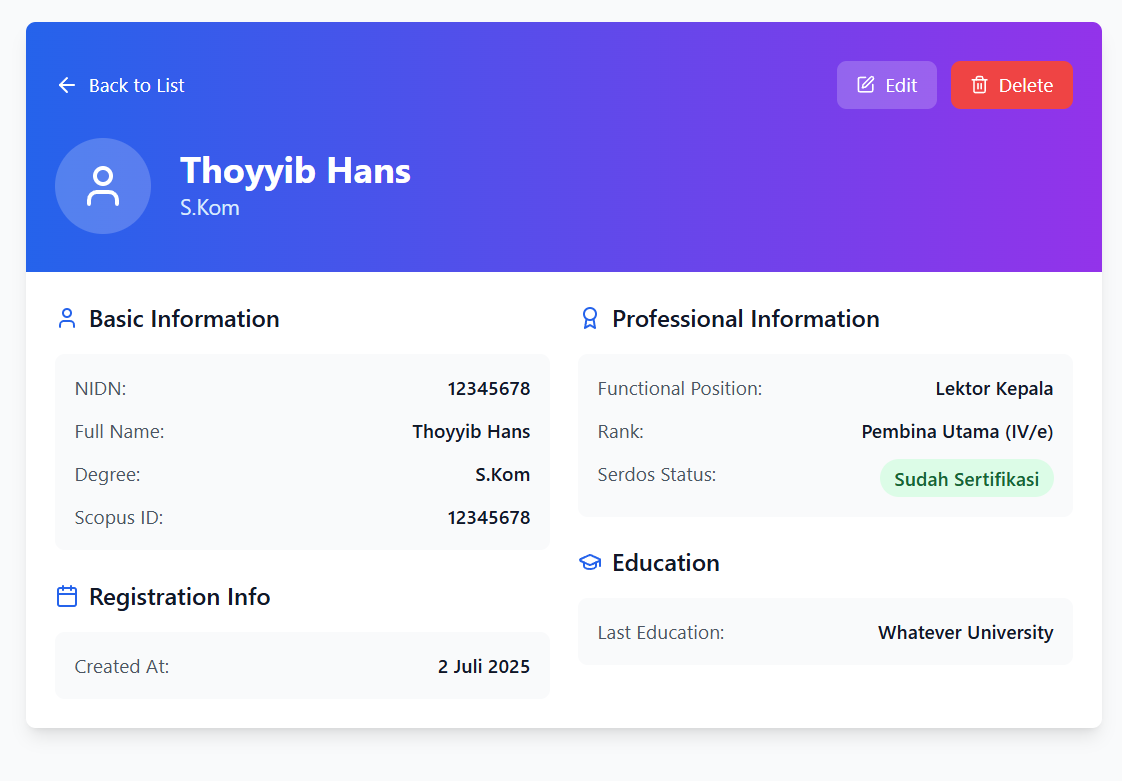 Back to List
Edit
Delete
Thoyyib Hans
S.Kom
Basic Information
NIDN: 12345678
Full Name: Thoyyib Hans
Degree: S.Kom
Scopus ID: 12345678
Registration Info
Created At: 2 Juli 2025
Professional Information
Functional Position: Lektor Kepala
Rank: Pembina Utama (IV/e)
Serdos Status: Sudah Sertifikasi
Education
Last Education: Whatever University